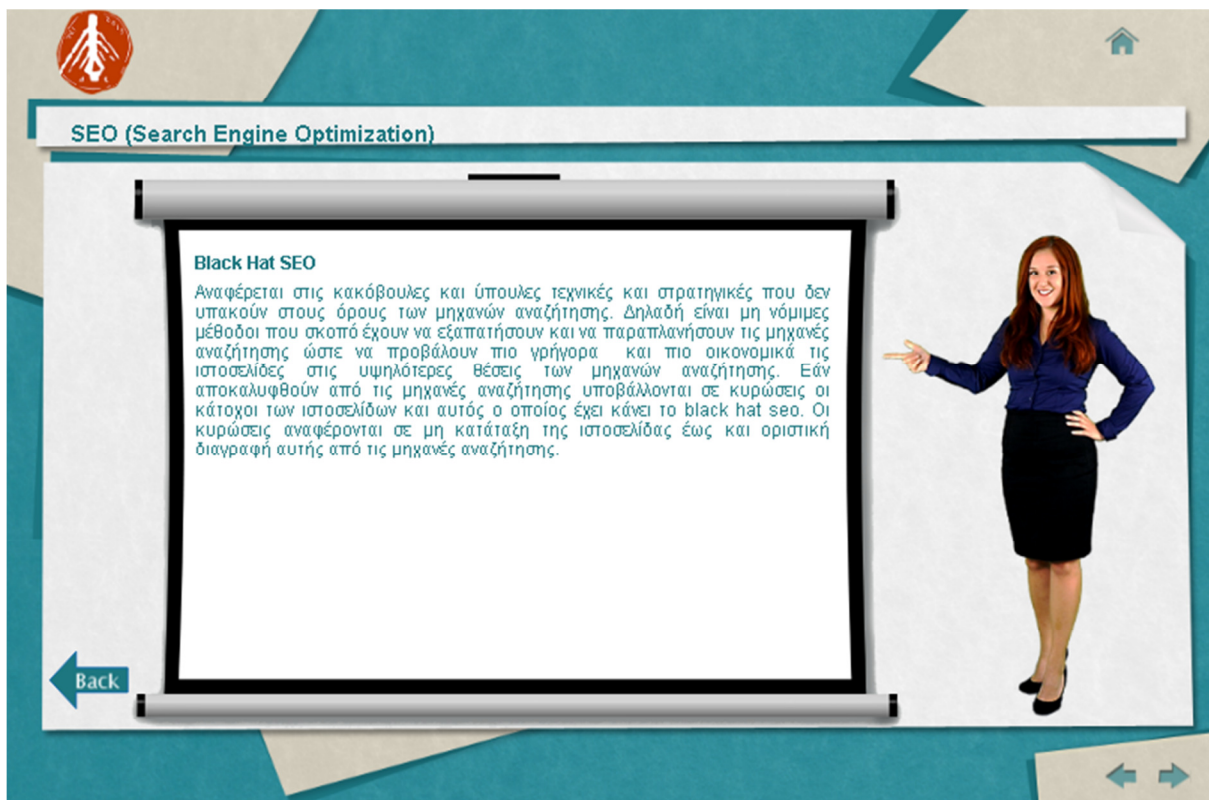 SEO (Search Engine Optimization)
Black Hat SEO
Αναφέρεται στις κακόβουλες και ύπουλες τεχνικές και στρατηγικές που δεν
υπακούν στους όρους των μηχανών αναζήτησης. Δηλαδή είναι μη νόμιμες
μέθοδοι που σκοπό έχουν να εξαπατήσουν και να παραπλανήσουν τις μηχανές
αναζήτησης ώστε να προβάλουν πιο γρήγορα και πιο οικονομικά τις
ιστοσελίδες στις υψηλότερες θέσεις των μηχανών αναζήτησης. Εάν
αποκαλυφθούν από τις μηχανές αναζήτησης υποβάλλονται σε κυρώσεις οι
κάτοχοι των ιστοσελίδων και αυτός ο οποίος έχει κάνει το black hat seo. Οι
κυρώσεις αναφέρονται σε μη κατάταξη της ιστοσελίδας έως και οριστική
διαγραφή αυτής από τις μηχανές αναζήτησης.
Back